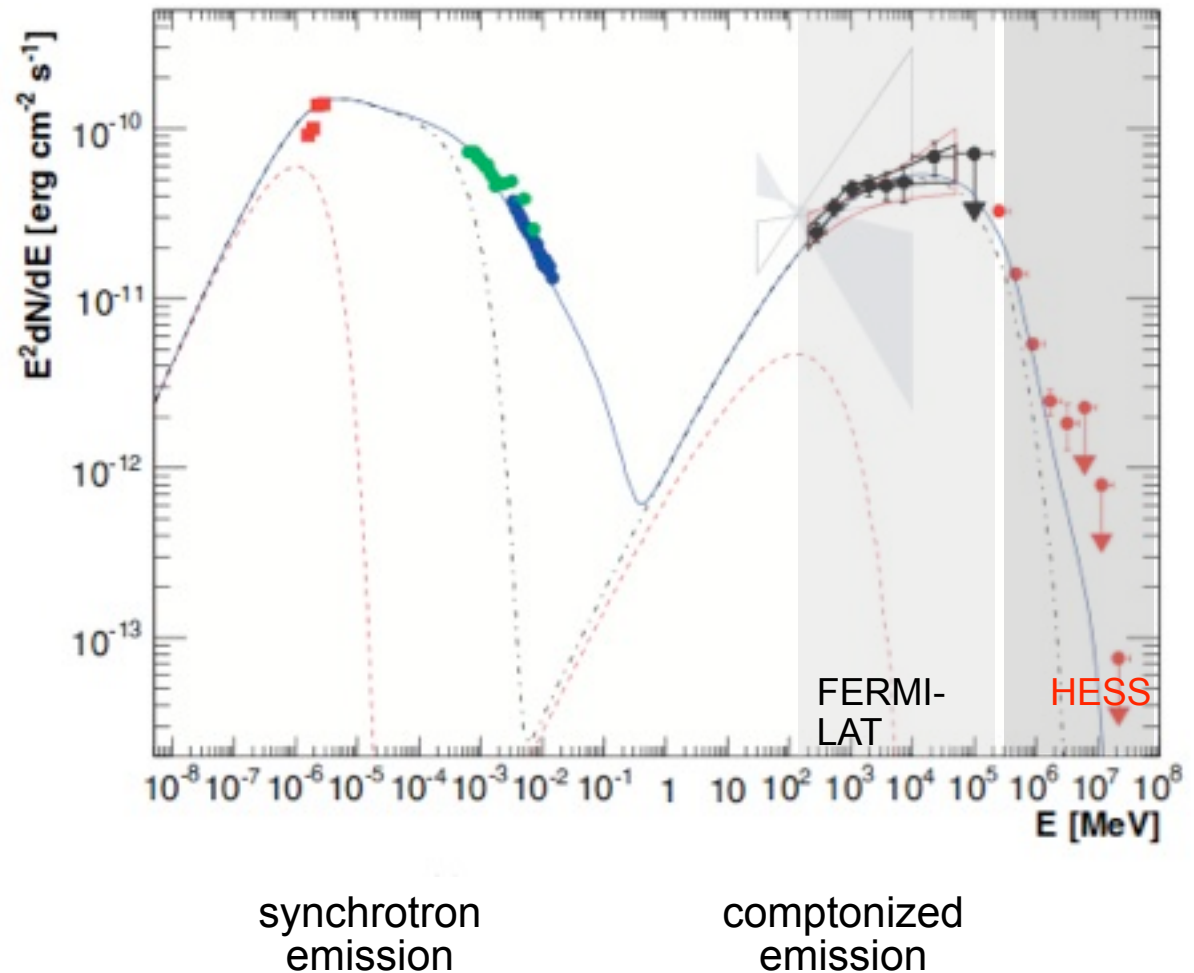 E²dN/dE [erg cm⁻² s⁻¹]
10⁻¹⁰
10⁻¹¹
10⁻¹²
10⁻¹³
FERMI-
LAT
HESS
10⁻⁸ 10⁻⁷ 10⁻⁶ 10⁻⁵ 10⁻⁴ 10⁻³ 10⁻² 10⁻¹ 1 10 10² 10³ 10⁴ 10⁵ 10⁶ 10⁷ 10⁸
E [MeV]
synchrotron
emission
comptonized
emission